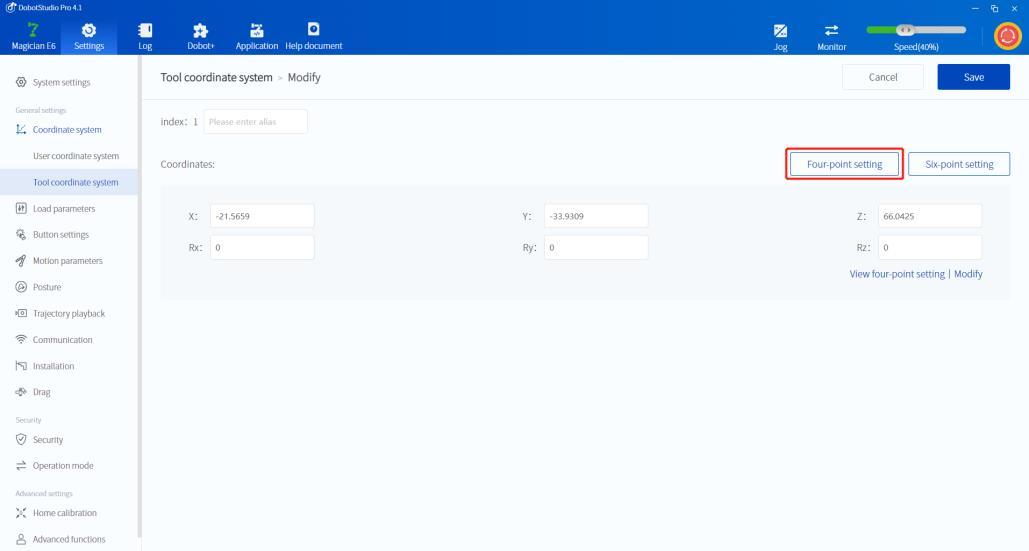 DobotStudio Pro 4.1
Magician E6 Settings Log Dobot+ Application Help document Jog Monitor Speed(40%)
System settings
General settings
Coordinate system
User coordinate system
Tool coordinate system
Load parameters
Button settings
Motion parameters
Posture
Trajectory playback
Communication
Installation
Drag
Security
Security
Operation mode
Advanced settings
Home calibration
Advanced functions
Tool coordinate system > Modify
Cancel Save
index: 1 Please enter alias
Coordinates: Four-point setting Six-point setting
X: -21.5659 Y: -33.9309 Z: 66.0425
Rx: 0 Ry: 0 Rz: 0
View four-point setting | Modify